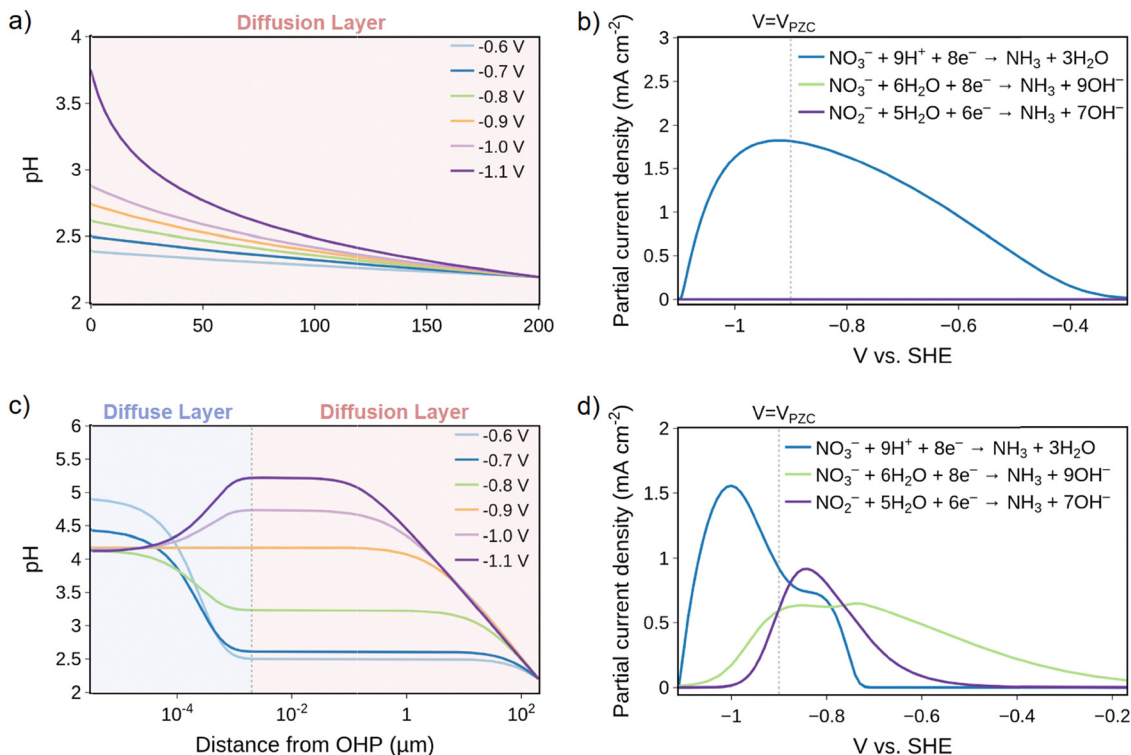 a)
Diffusion Layer
4
3.5
3
2.5
2
pH
-0.6 V
-0.7 V
-0.8 V
-0.9 V
-1.0 V
-1.1 V
0 50 100 150 200
b)
V=V_PZC
3
2.5
2
1.5
1
0.5
0
Partial current density (mA cm⁻²)
NO₃⁻ + 9H⁺ + 8e⁻ → NH₃ + 3H₂O
NO₃⁻ + 6H₂O + 8e⁻ → NH₃ + 9OH⁻
NO₂⁻ + 5H₂O + 6e⁻ → NH₃ + 7OH⁻
−1 −0.8 −0.6 −0.4
V vs. SHE
c)
Diffuse Layer Diffusion Layer
6
5.5
5
4.5
4
3.5
3
2.5
2
pH
-0.6 V
-0.7 V
-0.8 V
-0.9 V
-1.0 V
-1.1 V
10⁻⁴ 10⁻² 1 10²
Distance from OHP (μm)
d)
V=V_PZC
2
1.5
1
0.5
0
Partial current density (mA cm⁻²)
NO₃⁻ + 9H⁺ + 8e⁻ → NH₃ + 3H₂O
NO₃⁻ + 6H₂O + 8e⁻ → NH₃ + 9OH⁻
NO₂⁻ + 5H₂O + 6e⁻ → NH₃ + 7OH⁻
−1 −0.8 −0.6 −0.4 −0.2
V vs. SHE